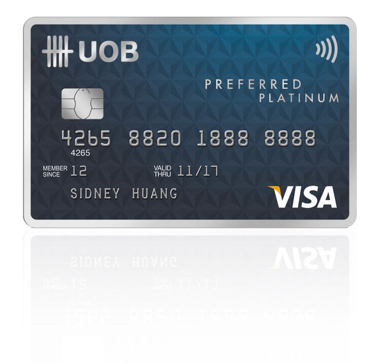 UOB
PREFERRED
PLATINUM
4265 8820 1888 8888
4265
MEMBER SINCE 12 VALID THRU 11/17
SIDNEY HUANG
VISA